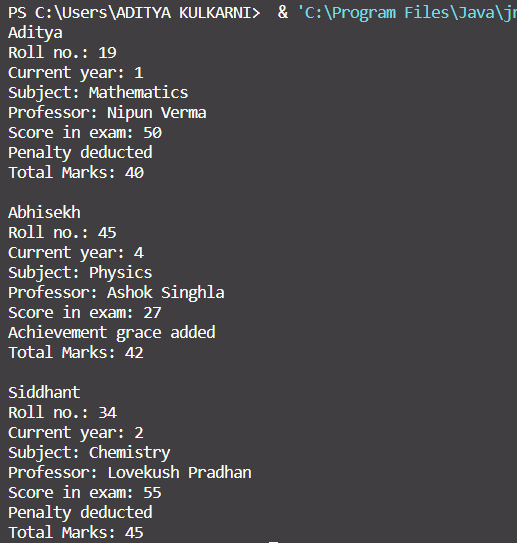 PS C:\Users\ADITYA KULKARNI>  & 'C:\Program Files\Java\jr
Aditya
Roll no.: 19
Current year: 1
Subject: Mathematics
Professor: Nipun Verma
Score in exam: 50
Penalty deducted
Total Marks: 40

Abhisekh
Roll no.: 45
Current year: 4
Subject: Physics
Professor: Ashok Singhla
Score in exam: 27
Achievement grace added
Total Marks: 42

Siddhant
Roll no.: 34
Current year: 2
Subject: Chemistry
Professor: Lovekush Pradhan
Score in exam: 55
Penalty deducted
Total Marks: 45